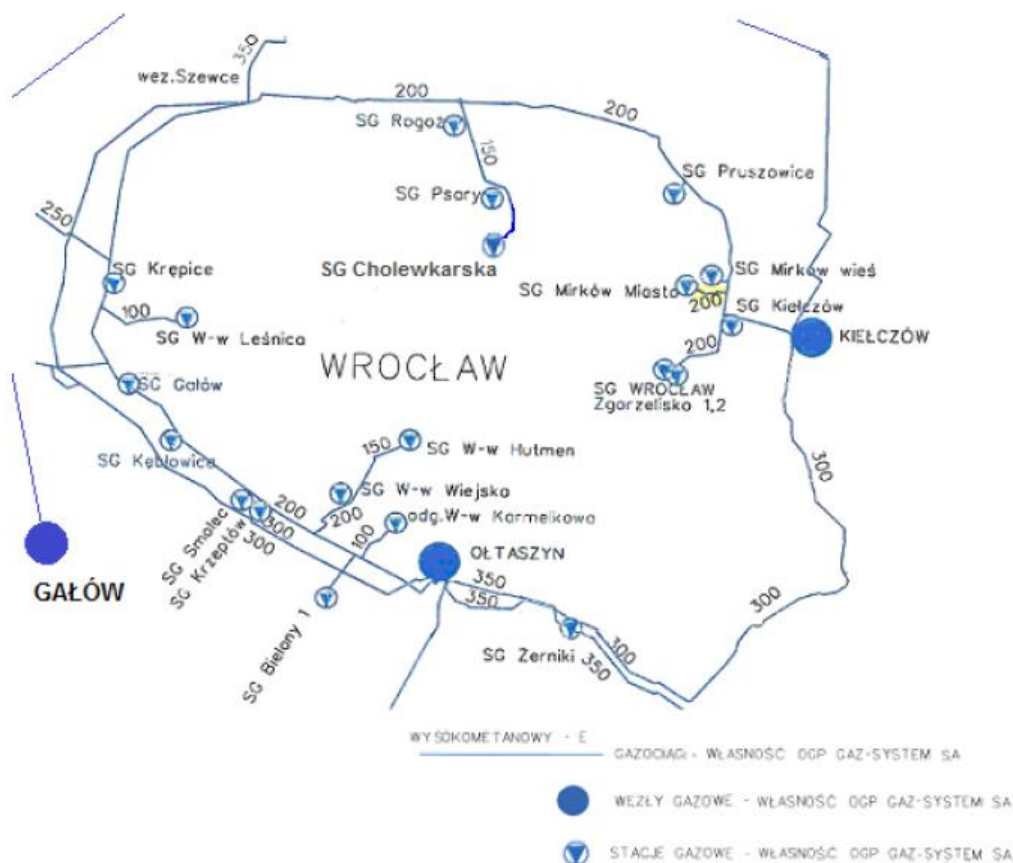 350
węz.Szewce
200
200
SG Rogoż
150
SG Pruszowice
SG Psary
250
SG Cholewkarska
SG Krępice
SG Mirków wieś
SG Mirków Miasto
200
SG Kiełczów
100
SG W-w Leśnica
KIEŁCZÓW
200
WROCŁAW
SG Gałów
SG WROCŁAW
Zgorzelisko 1,2
SG Kębłowice
150
SG W-w Hutmen
300
SG W-w Wiejska
200
200
odg.W-w Karmelkowa
SG Smolec
SG Krzeptów
300
300
100
OŁTASZYN
GAŁÓW
350
350
300
SG Bielany 1
SG Żerniki
300
350
WYSOKOMETANOWY - E
GAZOCIĄGI - WŁASNOŚĆ OGP GAZ-SYSTEM SA
WĘZŁY GAZOWE - WŁASNOŚĆ OGP GAZ-SYSTEM SA
STACJE GAZOWE - WŁASNOŚĆ OGP GAZ-SYSTEM SA